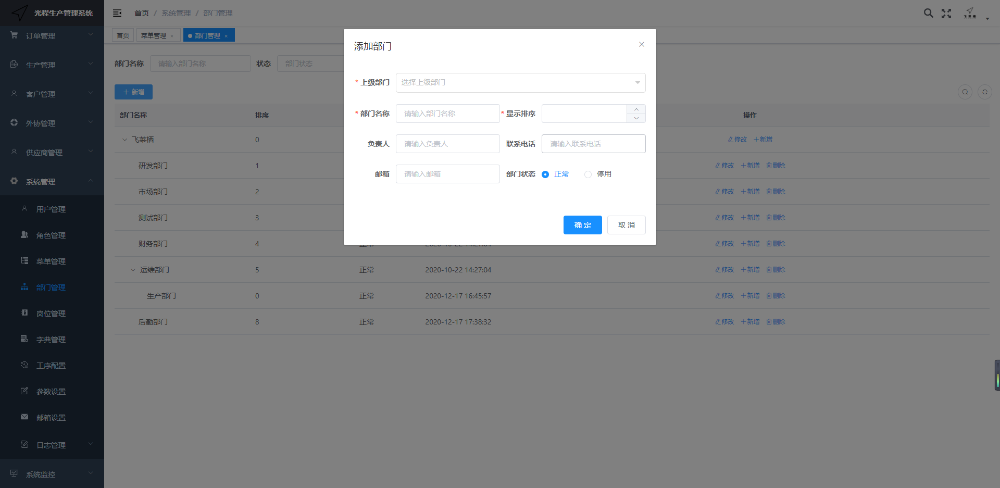 光程生产管理系统
首页 / 系统管理 / 部门管理
首页
菜单管理 ×
部门管理 ×
订单管理
生产管理
客户管理
外协管理
供应商管理
系统管理
用户管理
角色管理
菜单管理
部门管理
岗位管理
字典管理
工序配置
参数设置
邮箱设置
日志管理
系统监控
部门名称 请输入部门名称 状态 部门状态
新增
部门名称 排序 操作
飞莱栖 0 修改 新增
研发部门 1 修改 新增 删除
市场部门 2 修改 新增 删除
测试部门 3 修改 新增 删除
财务部门 4 正常 2020-10-22 14:27:04 修改 新增 删除
运维部门 5 正常 2020-10-22 14:27:04 修改 新增 删除
生产部门 0 正常 2020-12-17 16:45:57 修改 新增 删除
后勤部门 8 正常 2020-12-17 17:38:32 修改 新增 删除
添加部门
* 上级部门 选择上级部门
* 部门名称 请输入部门名称 * 显示排序
负责人 请输入负责人 联系电话 请输入联系电话
邮箱 请输入邮箱 部门状态 正常 停用
确 定 取 消